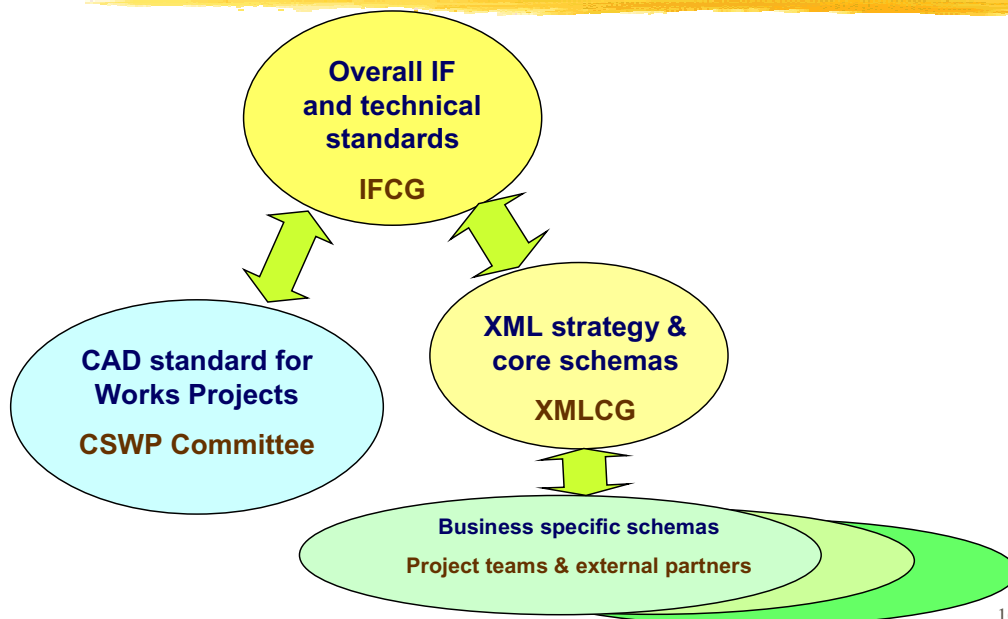 Overall IF
and technical
standards
IFCG
CAD standard for
Works Projects
CSWP Committee
XML strategy &
core schemas
XMLCG
Business specific schemas
Project teams & external partners
1